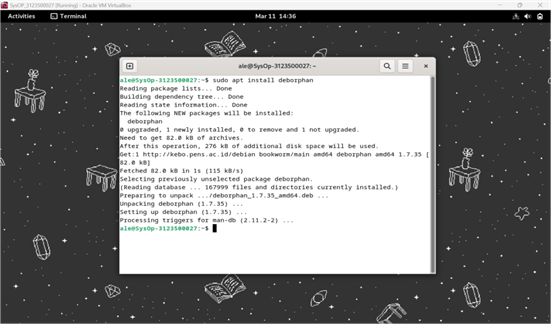 SysOP_3123500027 [Running] - Oracle VM VirtualBox
Activities Terminal Mar 11 14:36
ale@SysOp-3123500027: ~
ale@SysOp-3123500027:~$ sudo apt install deborphan
Reading package lists... Done
Building dependency tree... Done
Reading state information... Done
The following NEW packages will be installed:
deborphan
0 upgraded, 1 newly installed, 0 to remove and 1 not upgraded.
Need to get 82.0 kB of archives.
After this operation, 276 kB of additional disk space will be used.
Get:1 http://kebo.pens.ac.id/debian bookworm/main amd64 deborphan amd64 1.7.35 [
82.0 kB]
Fetched 82.0 kB in 1s (115 kB/s)
Selecting previously unselected package deborphan.
(Reading database ... 167999 files and directories currently installed.)
Preparing to unpack .../deborphan_1.7.35_amd64.deb ...
Unpacking deborphan (1.7.35) ...
Setting up deborphan (1.7.35) ...
Processing triggers for man-db (2.11.2-2) ...
ale@SysOp-3123500027:~$